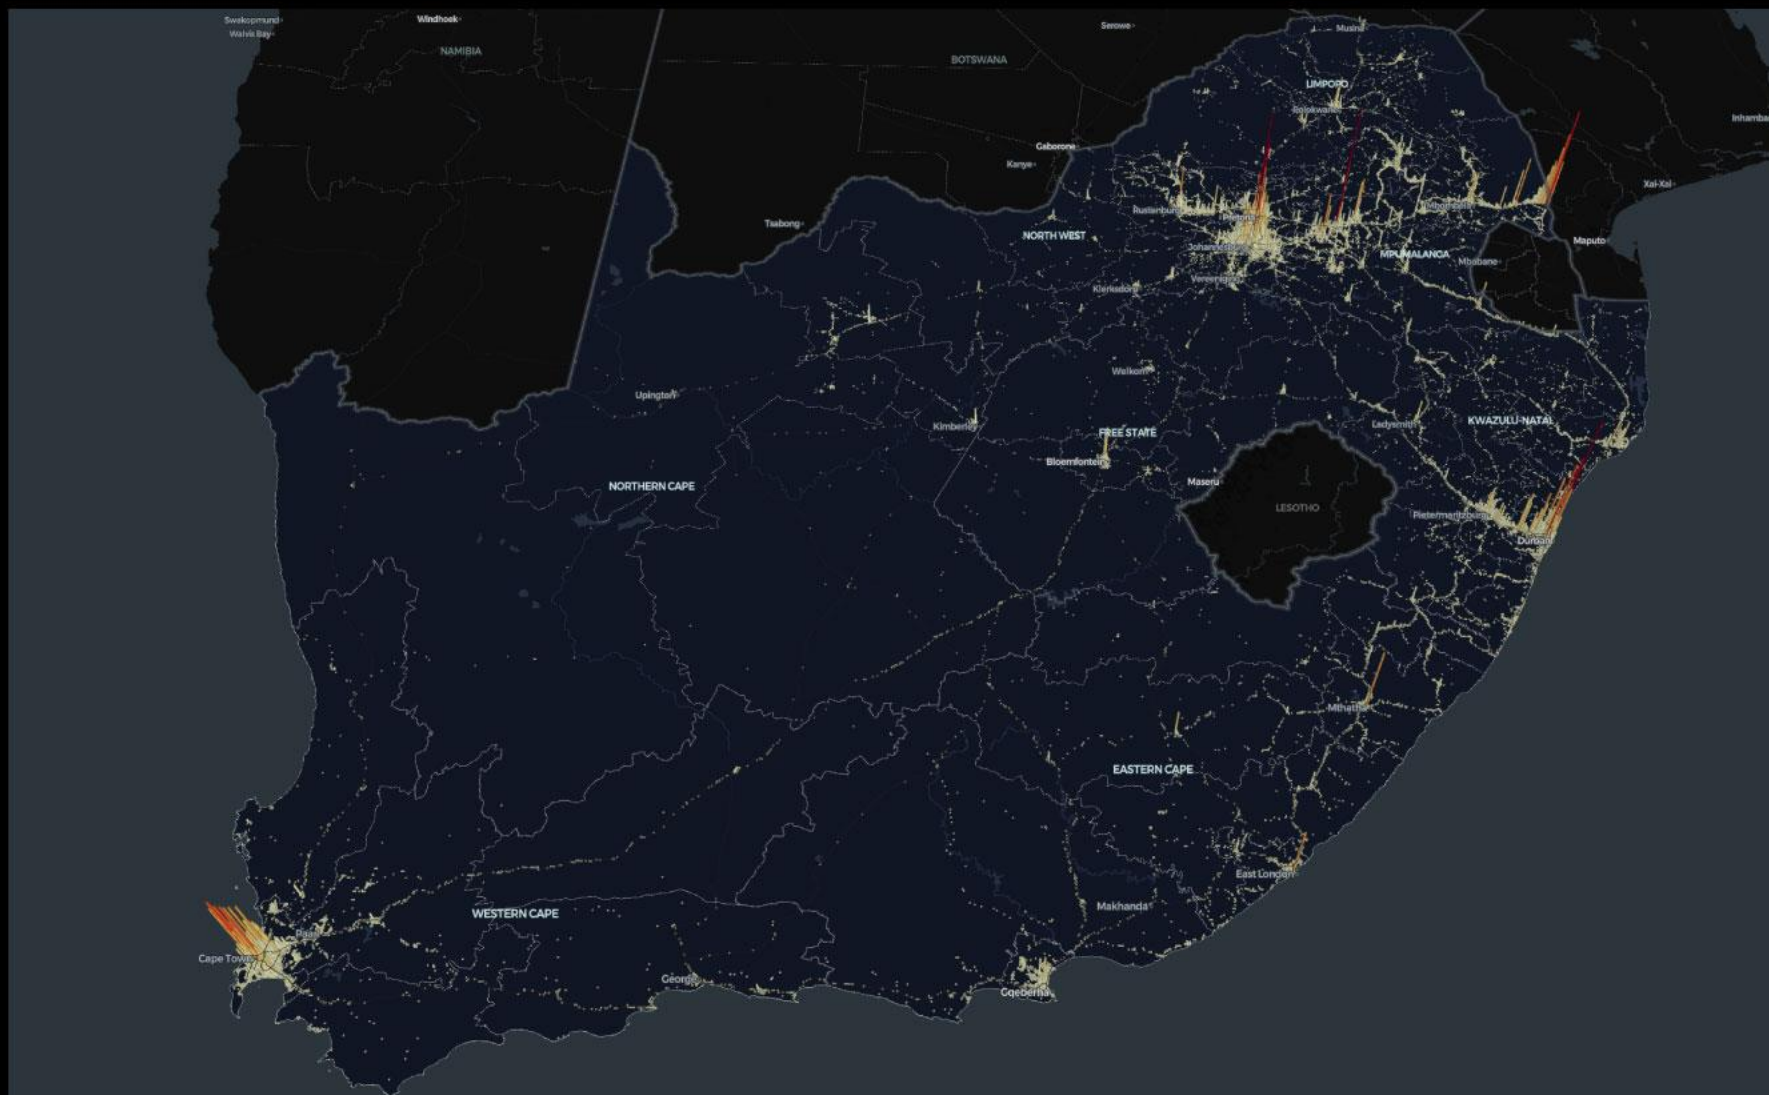 Swakopmund
Windhoek
Walvis Bay
NAMIBIA
Serowe
BOTSWANA
Musina
LIMPOPO
Polokwane
Inhamba
Gaborone
Kanye
Xai-Xai
Rustenburg
Mbombela
Pretoria
Tsabong
NORTH WEST
Maputo
Johannesburg
MPUMALANGA
Mbabane
Vereeniging
Klerksdorp
Welkom
Upington
Kimberley
FREE STATE
Ladysmith
KWAZULU-NATAL
Bloemfontein
Maseru
NORTHERN CAPE
LESOTHO
Pietermaritzburg
Durban
Mthatha
EASTERN CAPE
East London
Makhanda
WESTERN CAPE
Paarl
Cape Town
George
Gqeberha